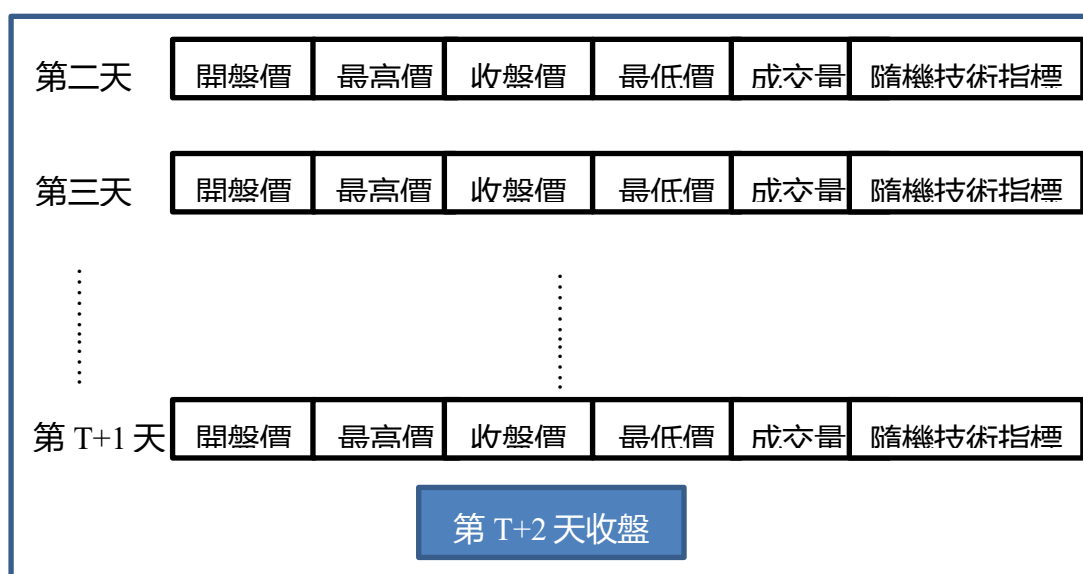 第二天 開盤價 最高價 收盤價 最低價 成交量 隨機技術指標
第三天 開盤價 最高價 收盤價 最低價 成交量 隨機技術指標
第 T+1 天 開盤價 最高價 收盤價 最低價 成交量 隨機技術指標
第 T+2 天收盤